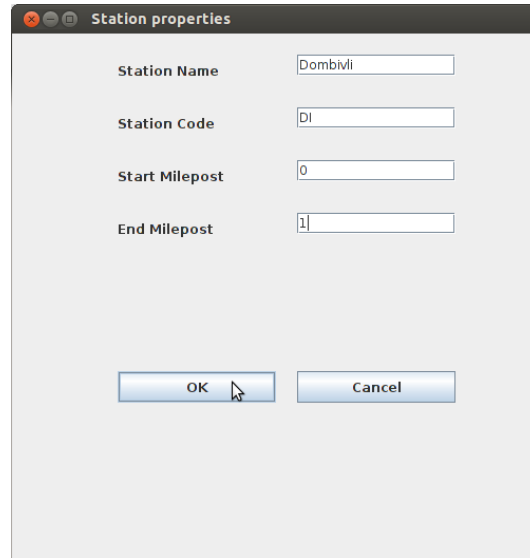 Station properties
Station Name Dombivli
Station Code DI
Start Milepost 0
End Milepost 1
OK Cancel